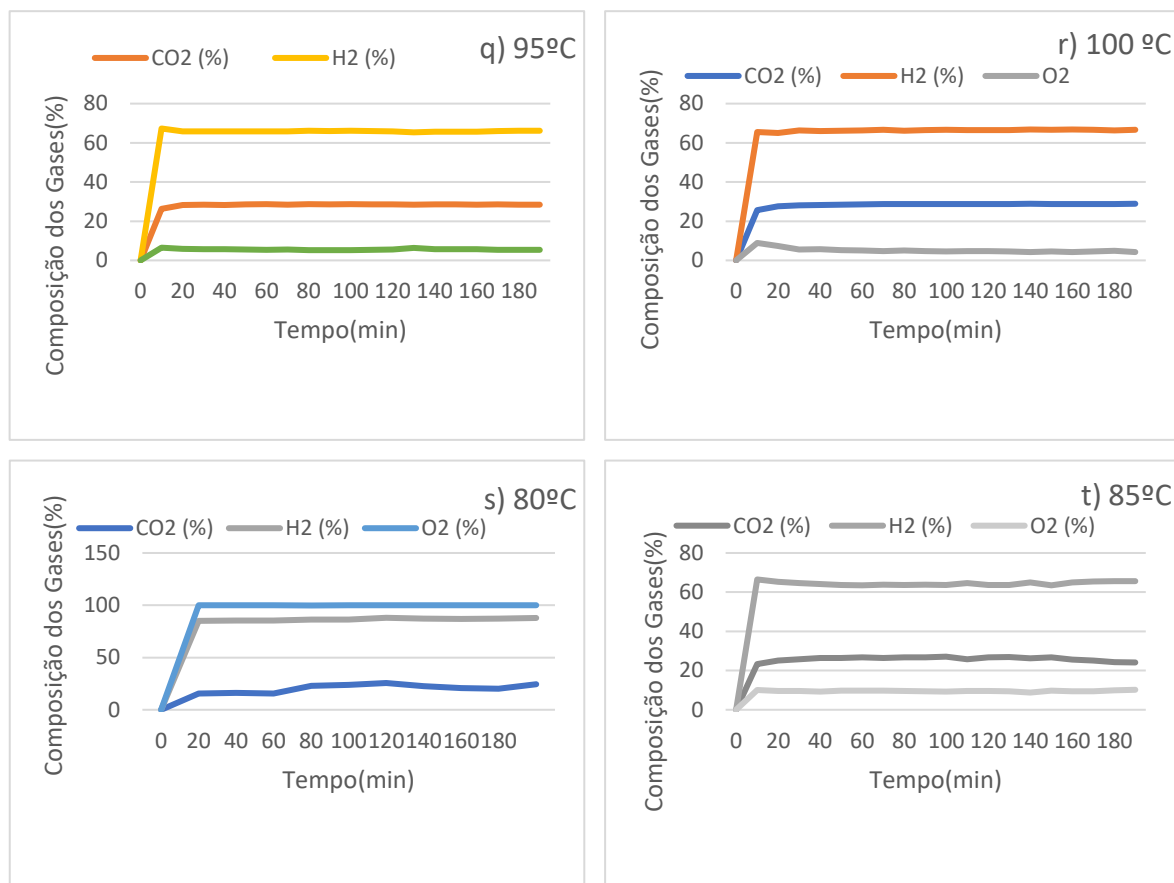 q) 95ºC
CO2 (%) H2 (%)
Composição dos Gases(%)
80
60
40
20
0
0 20 40 60 80 100 120 140 160 180
Tempo(min)
r) 100 ºC
CO2 (%) H2 (%) O2
Composição dos Gases(%)
80
60
40
20
0
0 20 40 60 80 100 120 140 160 180
Tempo(min)
s) 80ºC
CO2 (%) H2 (%) O2 (%)
Composição dos Gases(%)
150
100
50
0
0 20 40 60 80 100 120 140 160 180
Tempo(min)
t) 85ºC
CO2 (%) H2 (%) O2 (%)
Composição dos Gases(%)
80
60
40
20
0
0 20 40 60 80 100 120 140 160 180
Tempo(min)